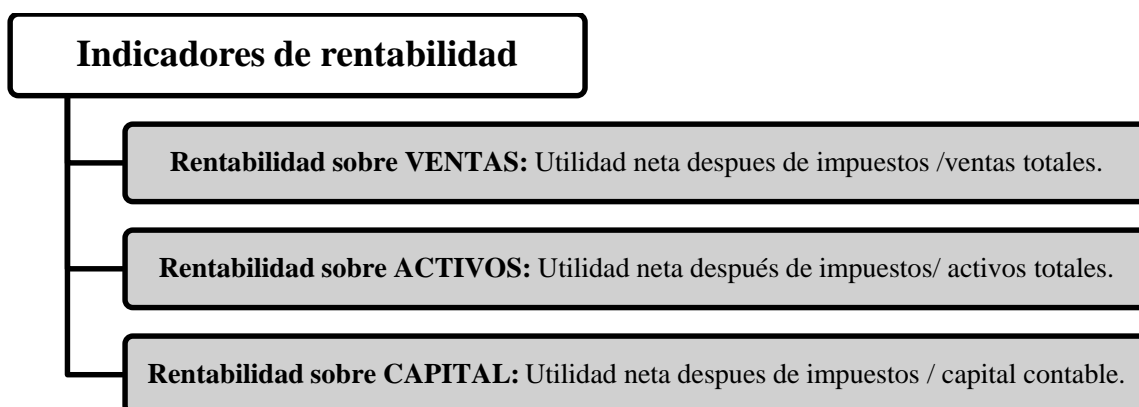 Indicadores de rentabilidad
Rentabilidad sobre VENTAS: Utilidad neta despues de impuestos /ventas totales.
Rentabilidad sobre ACTIVOS: Utilidad neta después de impuestos/ activos totales.
Rentabilidad sobre CAPITAL: Utilidad neta despues de impuestos / capital contable.